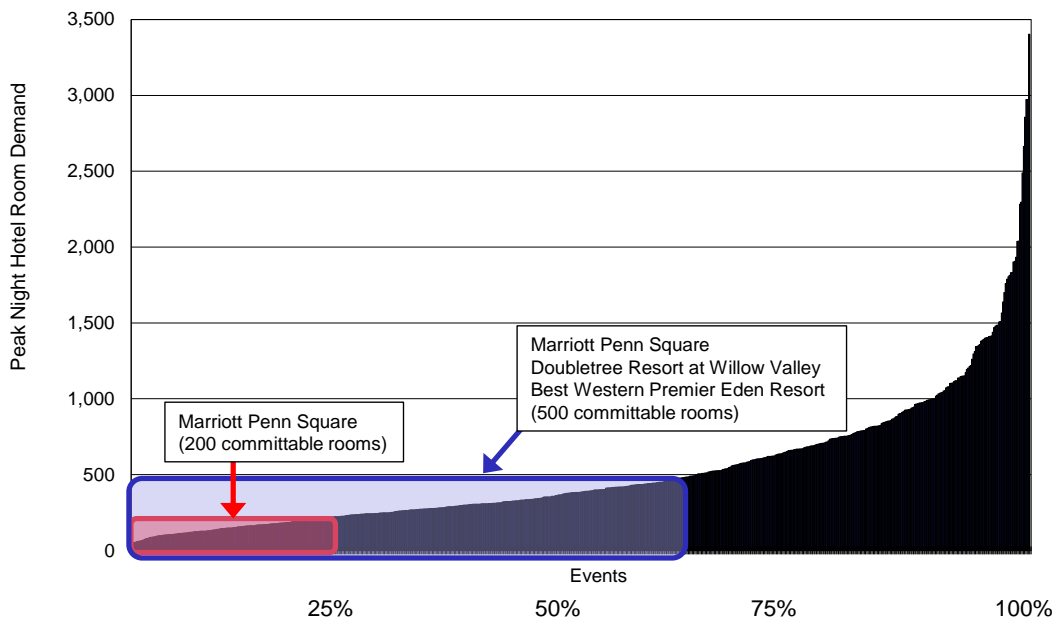 3,500
3,000
2,500
2,000
1,500
1,000
500
0
Peak Night Hotel Room Demand
Marriott Penn Square
Doubletree Resort at Willow Valley
Best Western Premier Eden Resort
(500 committable rooms)
Marriott Penn Square
(200 committable rooms)
Events
25% 50% 75% 100%